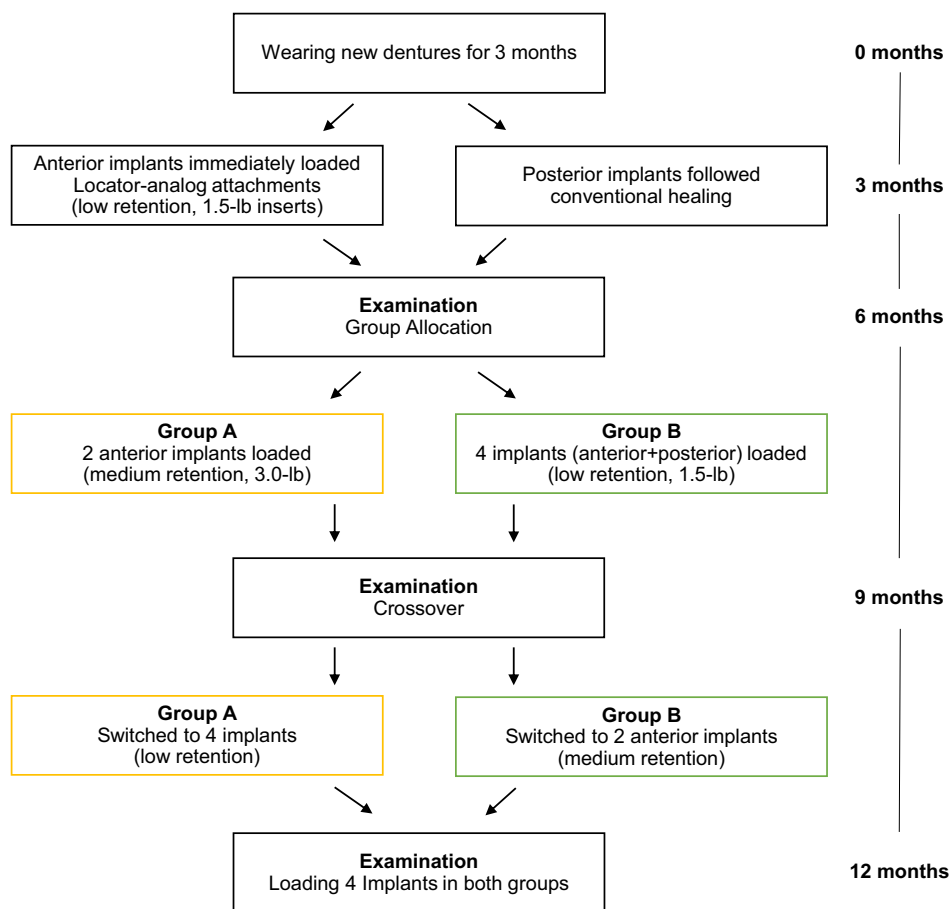 Wearing new dentures for 3 months
0 months
Anterior implants immediately loaded
Locator-analog attachments
(low retention, 1.5-lb inserts)
Posterior implants followed
conventional healing
3 months
Examination
Group Allocation
6 months
Group A
2 anterior implants loaded
(medium retention, 3.0-lb)
Group B
4 implants (anterior+posterior) loaded
(low retention, 1.5-lb)
Examination
Crossover
9 months
Group A
Switched to 4 implants
(low retention)
Group B
Switched to 2 anterior implants
(medium retention)
Examination
Loading 4 Implants in both groups
12 months